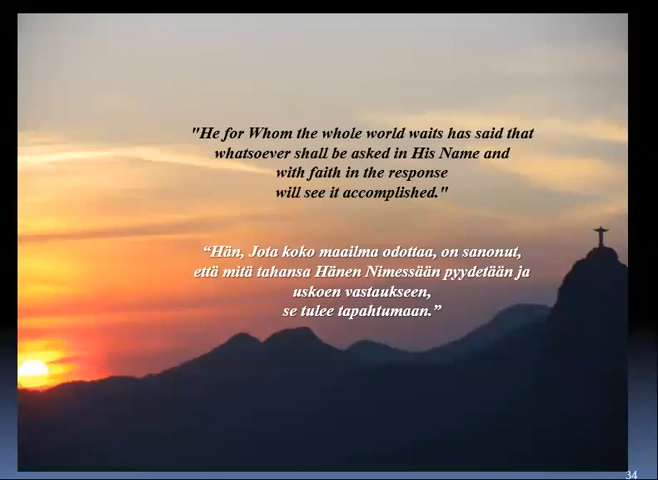 "He for Whom the whole world waits has said that
whatsoever shall be asked in His Name and
with faith in the response
will see it accomplished."
“Hän, Jota koko maailma odottaa, on sanonut,
että mitä tahansa Hänen Nimessään pyydetään ja
uskoen vastaukseen,
se tulee tapahtumaan.”
34